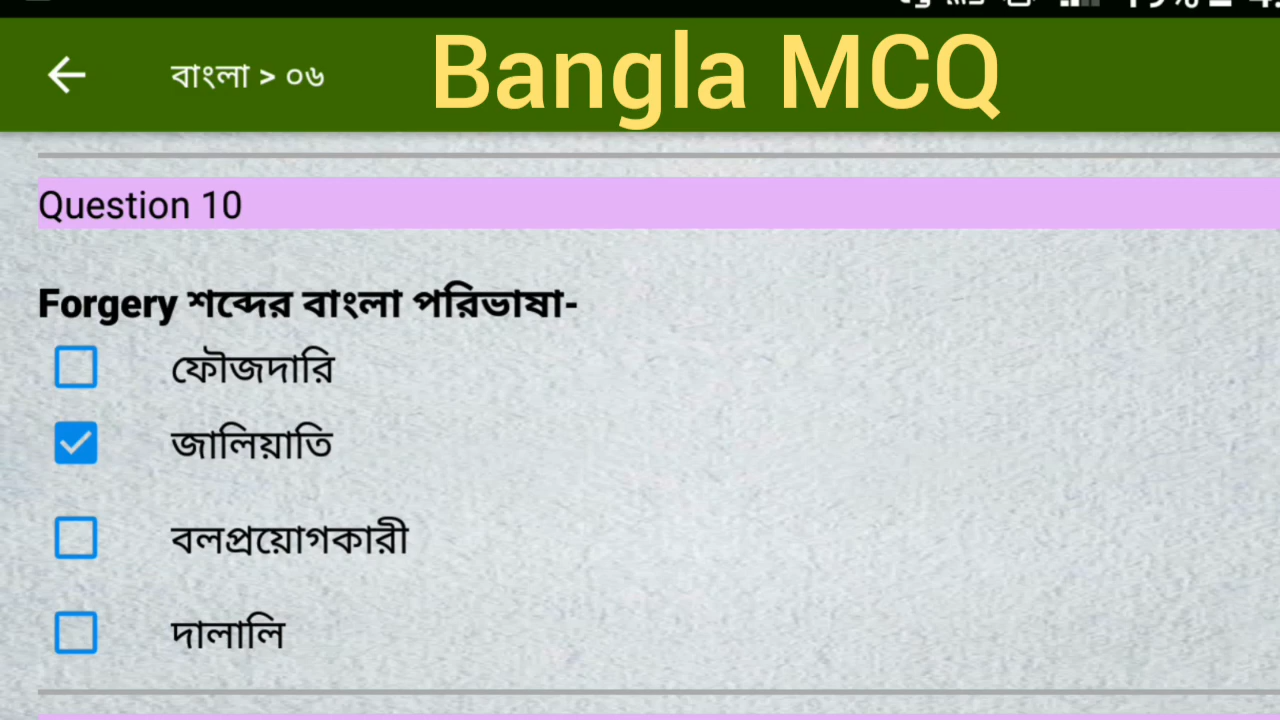 বাংলা > ০৬
Bangla MCQ
Question 10
Forgery শব্দের বাংলা পরিভাষা-
ফৌজদারি
জালিয়াতি
বলপ্রয়োগকারী
দালালি